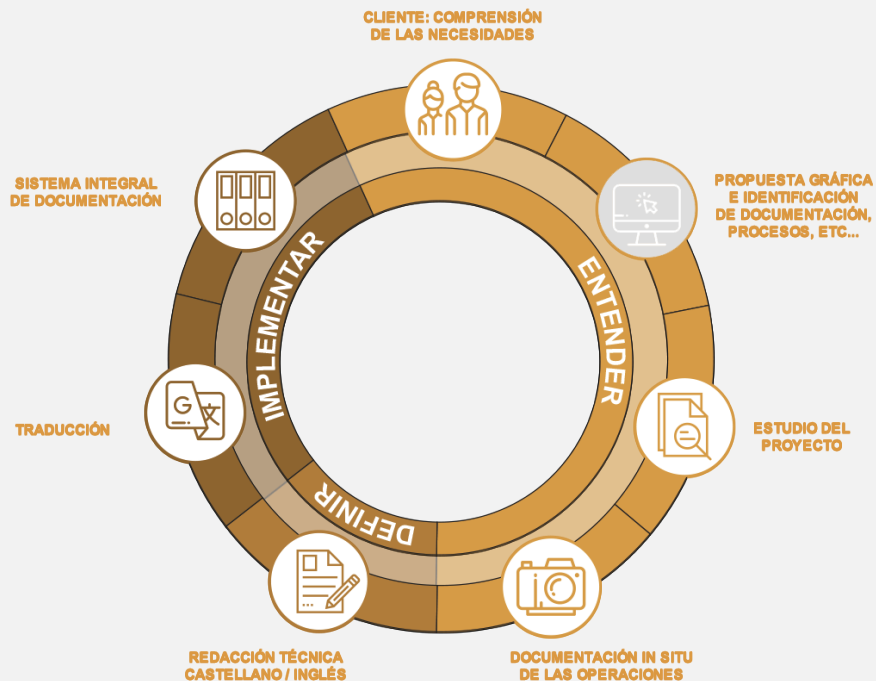 CLIENTE: COMPRENSIÓN
DE LAS NECESIDADES
PROPUESTA GRÁFICA
E IDENTIFICACIÓN
DE DOCUMENTACIÓN,
PROCESOS, ETC...
ESTUDIO DEL
PROYECTO
DOCUMENTACIÓN IN SITU
DE LAS OPERACIONES
REDACCIÓN TÉCNICA
CASTELLANO / INGLÉS
TRADUCCIÓN
G
文
SISTEMA INTEGRAL
DE DOCUMENTACIÓN
ENTENDER
DEFINIR
IMPLEMENTAR